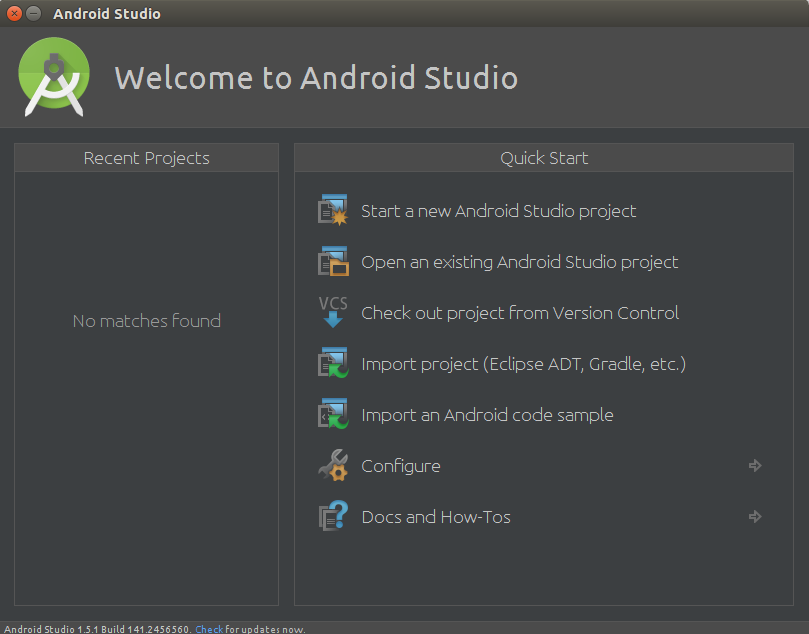 Android Studio
Welcome to Android Studio
Recent Projects
No matches found
Quick Start
Start a new Android Studio project
Open an existing Android Studio project
VCS
Check out project from Version Control
Import project (Eclipse ADT, Gradle, etc.)
Import an Android code sample
Configure
Docs and How-Tos
Android Studio 1.5.1 Build 141.2456560. Check for updates now.